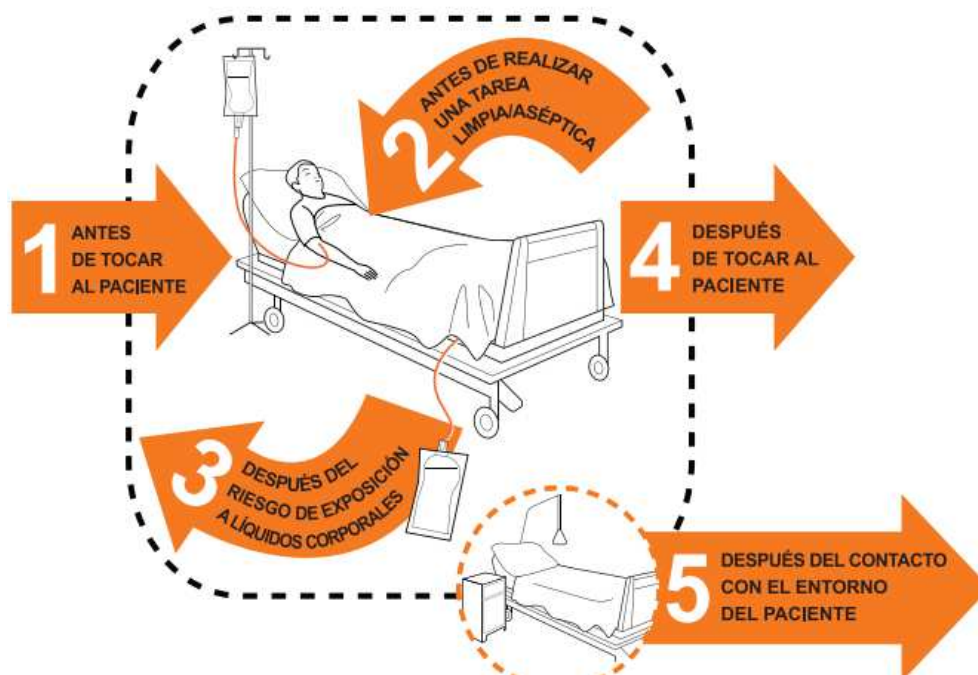 1
ANTES
DE TOCAR
AL PACIENTE
2
ANTES DE REALIZAR
UNA TAREA
LIMPIA/ASÉPTICA
3
DESPUÉS DEL
RIESGO DE EXPOSICIÓN
A LÍQUIDOS CORPORALES
4
DESPUÉS
DE TOCAR AL
PACIENTE
5
DESPUÉS DEL CONTACTO
CON EL ENTORNO
DEL PACIENTE